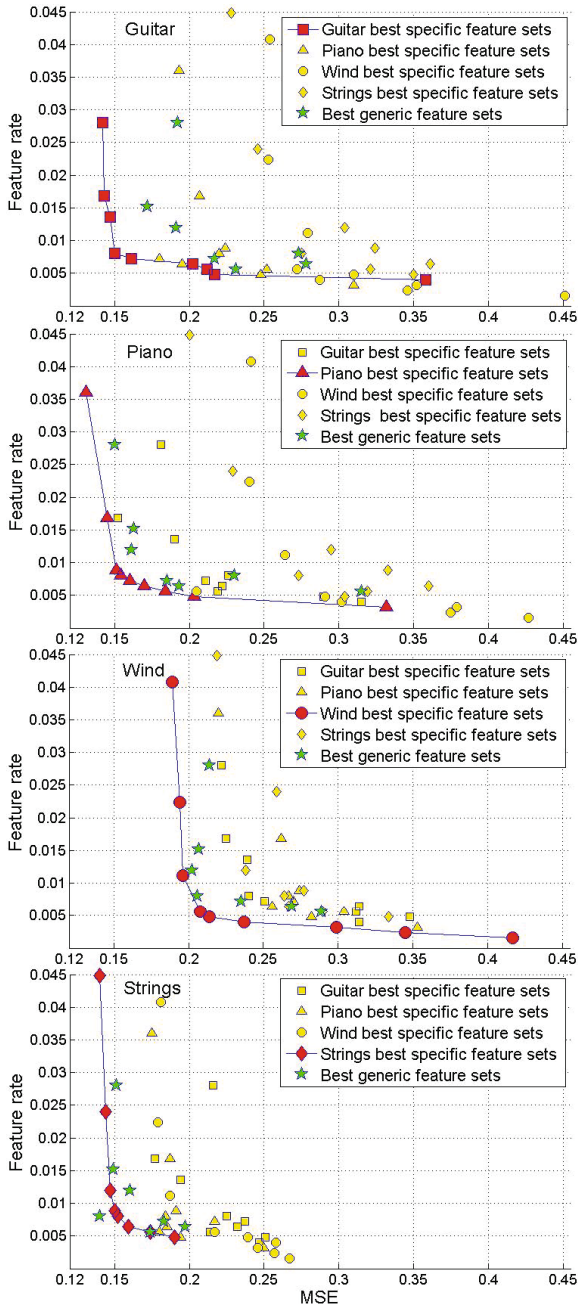 0.045
0.04
0.035
0.03
0.025
0.02
0.015
0.01
0.005
Feature rate
Guitar
Guitar best specific feature sets
Piano best specific feature sets
Wind best specific feature sets
Strings best specific feature sets
Best generic feature sets
0.12 0.15 0.2 0.25 0.3 0.35 0.4 0.45
0.045
0.04
0.035
0.03
0.025
0.02
0.015
0.01
0.005
Feature rate
Piano
Guitar best specific feature sets
Piano best specific feature sets
Wind best specific feature sets
Strings best specific feature sets
Best generic feature sets
0.12 0.15 0.2 0.25 0.3 0.35 0.4 0.45
0.045
0.04
0.035
0.03
0.025
0.02
0.015
0.01
0.005
Feature rate
Wind
Guitar best specific feature sets
Piano best specific feature sets
Wind best specific feature sets
Strings best specific feature sets
Best generic feature sets
0.12 0.15 0.2 0.25 0.3 0.35 0.4 0.45
0.045
0.04
0.035
0.03
0.025
0.02
0.015
0.01
0.005
Feature rate
Strings
Guitar best specific feature sets
Piano best specific feature sets
Wind best specific feature sets
Strings best specific feature sets
Best generic feature sets
0.12 0.15 0.2 0.25 0.3 0.35 0.4 0.45
MSE